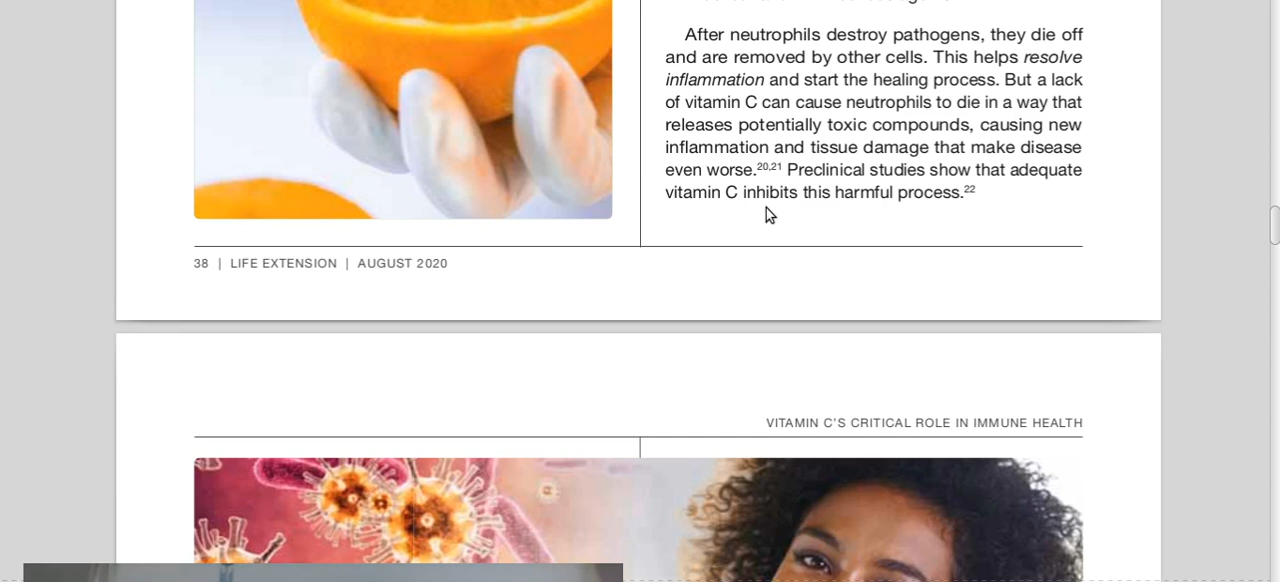 After neutrophils destroy pathogens, they die off
and are removed by other cells. This helps resolve
inflammation and start the healing process. But a lack
of vitamin C can cause neutrophils to die in a way that
releases potentially toxic compounds, causing new
inflammation and tissue damage that make disease
even worse.20,21 Preclinical studies show that adequate
vitamin C inhibits this harmful process.22
38 | LIFE EXTENSION | AUGUST 2020
VITAMIN C'S CRITICAL ROLE IN IMMUNE HEALTH